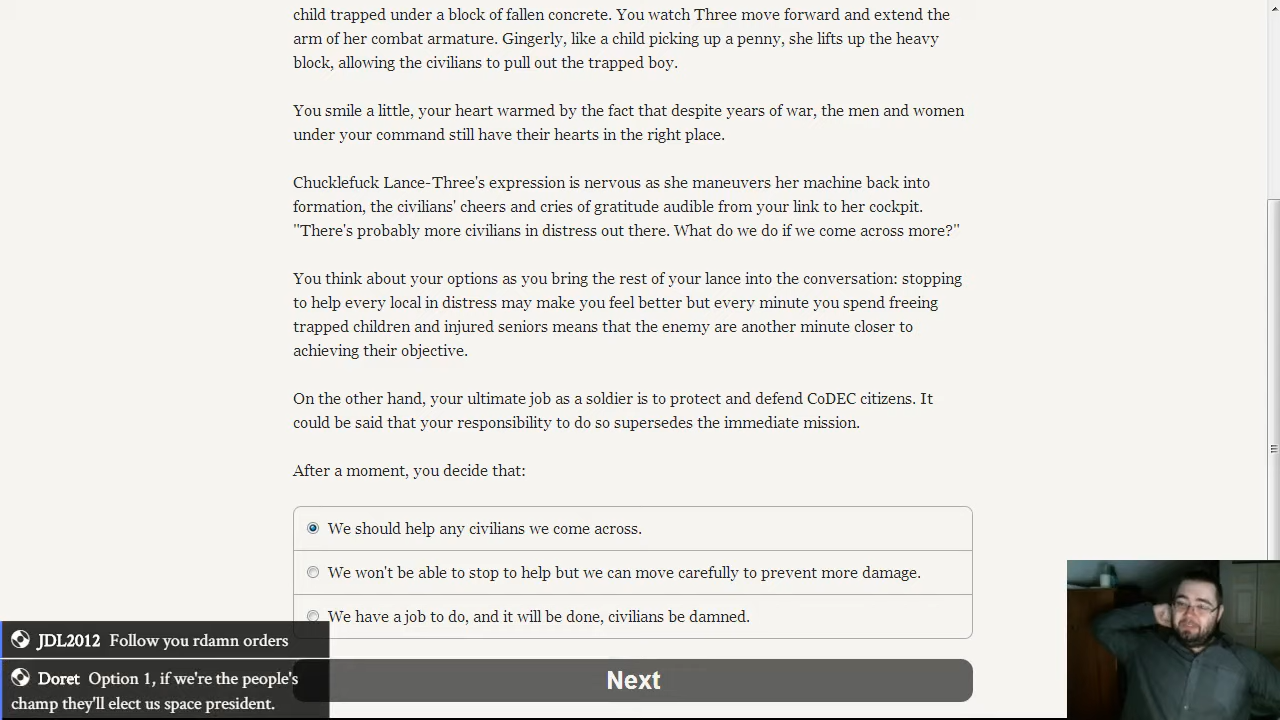 child trapped under a block of fallen concrete. You watch Three move forward and extend the
arm of her combat armature. Gingerly, like a child picking up a penny, she lifts up the heavy
block, allowing the civilians to pull out the trapped boy.
You smile a little, your heart warmed by the fact that despite years of war, the men and women
under your command still have their hearts in the right place.
Chucklefuck Lance-Three's expression is nervous as she maneuvers her machine back into
formation, the civilians' cheers and cries of gratitude audible from your link to her cockpit.
"There's probably more civilians in distress out there. What do we do if we come across more?"
You think about your options as you bring the rest of your lance into the conversation: stopping
to help every local in distress may make you feel better but every minute you spend freeing
trapped children and injured seniors means that the enemy are another minute closer to
achieving their objective.
On the other hand, your ultimate job as a soldier is to protect and defend CoDEC citizens. It
could be said that your responsibility to do so supersedes the immediate mission.
After a moment, you decide that:
We should help any civilians we come across.
We won't be able to stop to help but we can move carefully to prevent more damage.
We have a job to do, and it will be done, civilians be damned.
Next
JDL2012 Follow you rdamn orders
Doret Option 1, if we're the people's
champ they'll elect us space president.